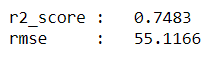 r2_score :   0.7483
rmse     :   55.1166